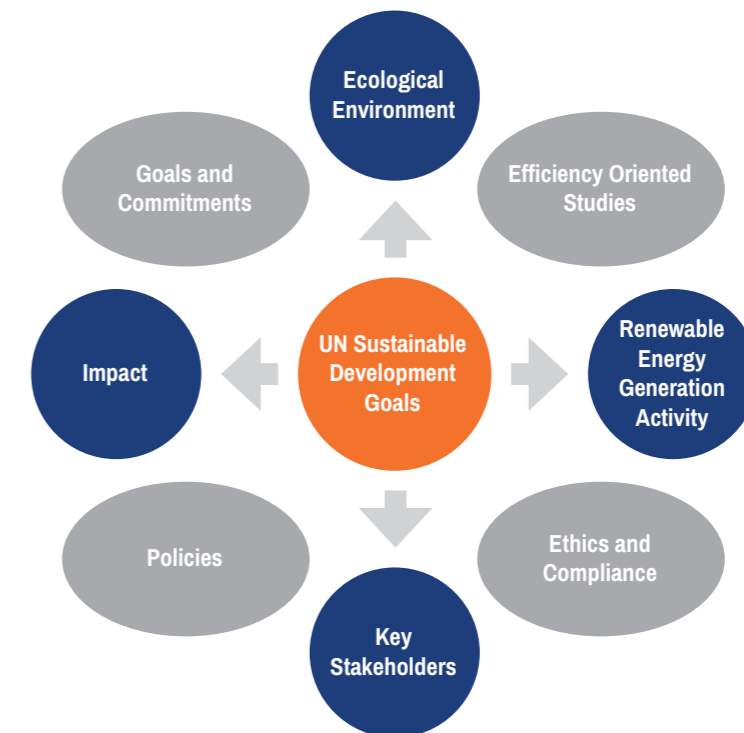 Ecological
Environment
Goals and
Commitments
Efficiency Oriented
Studies
Impact
UN Sustainable
Development
Goals
Renewable
Energy
Generation
Activity
Policies
Ethics and
Compliance
Key
Stakeholders